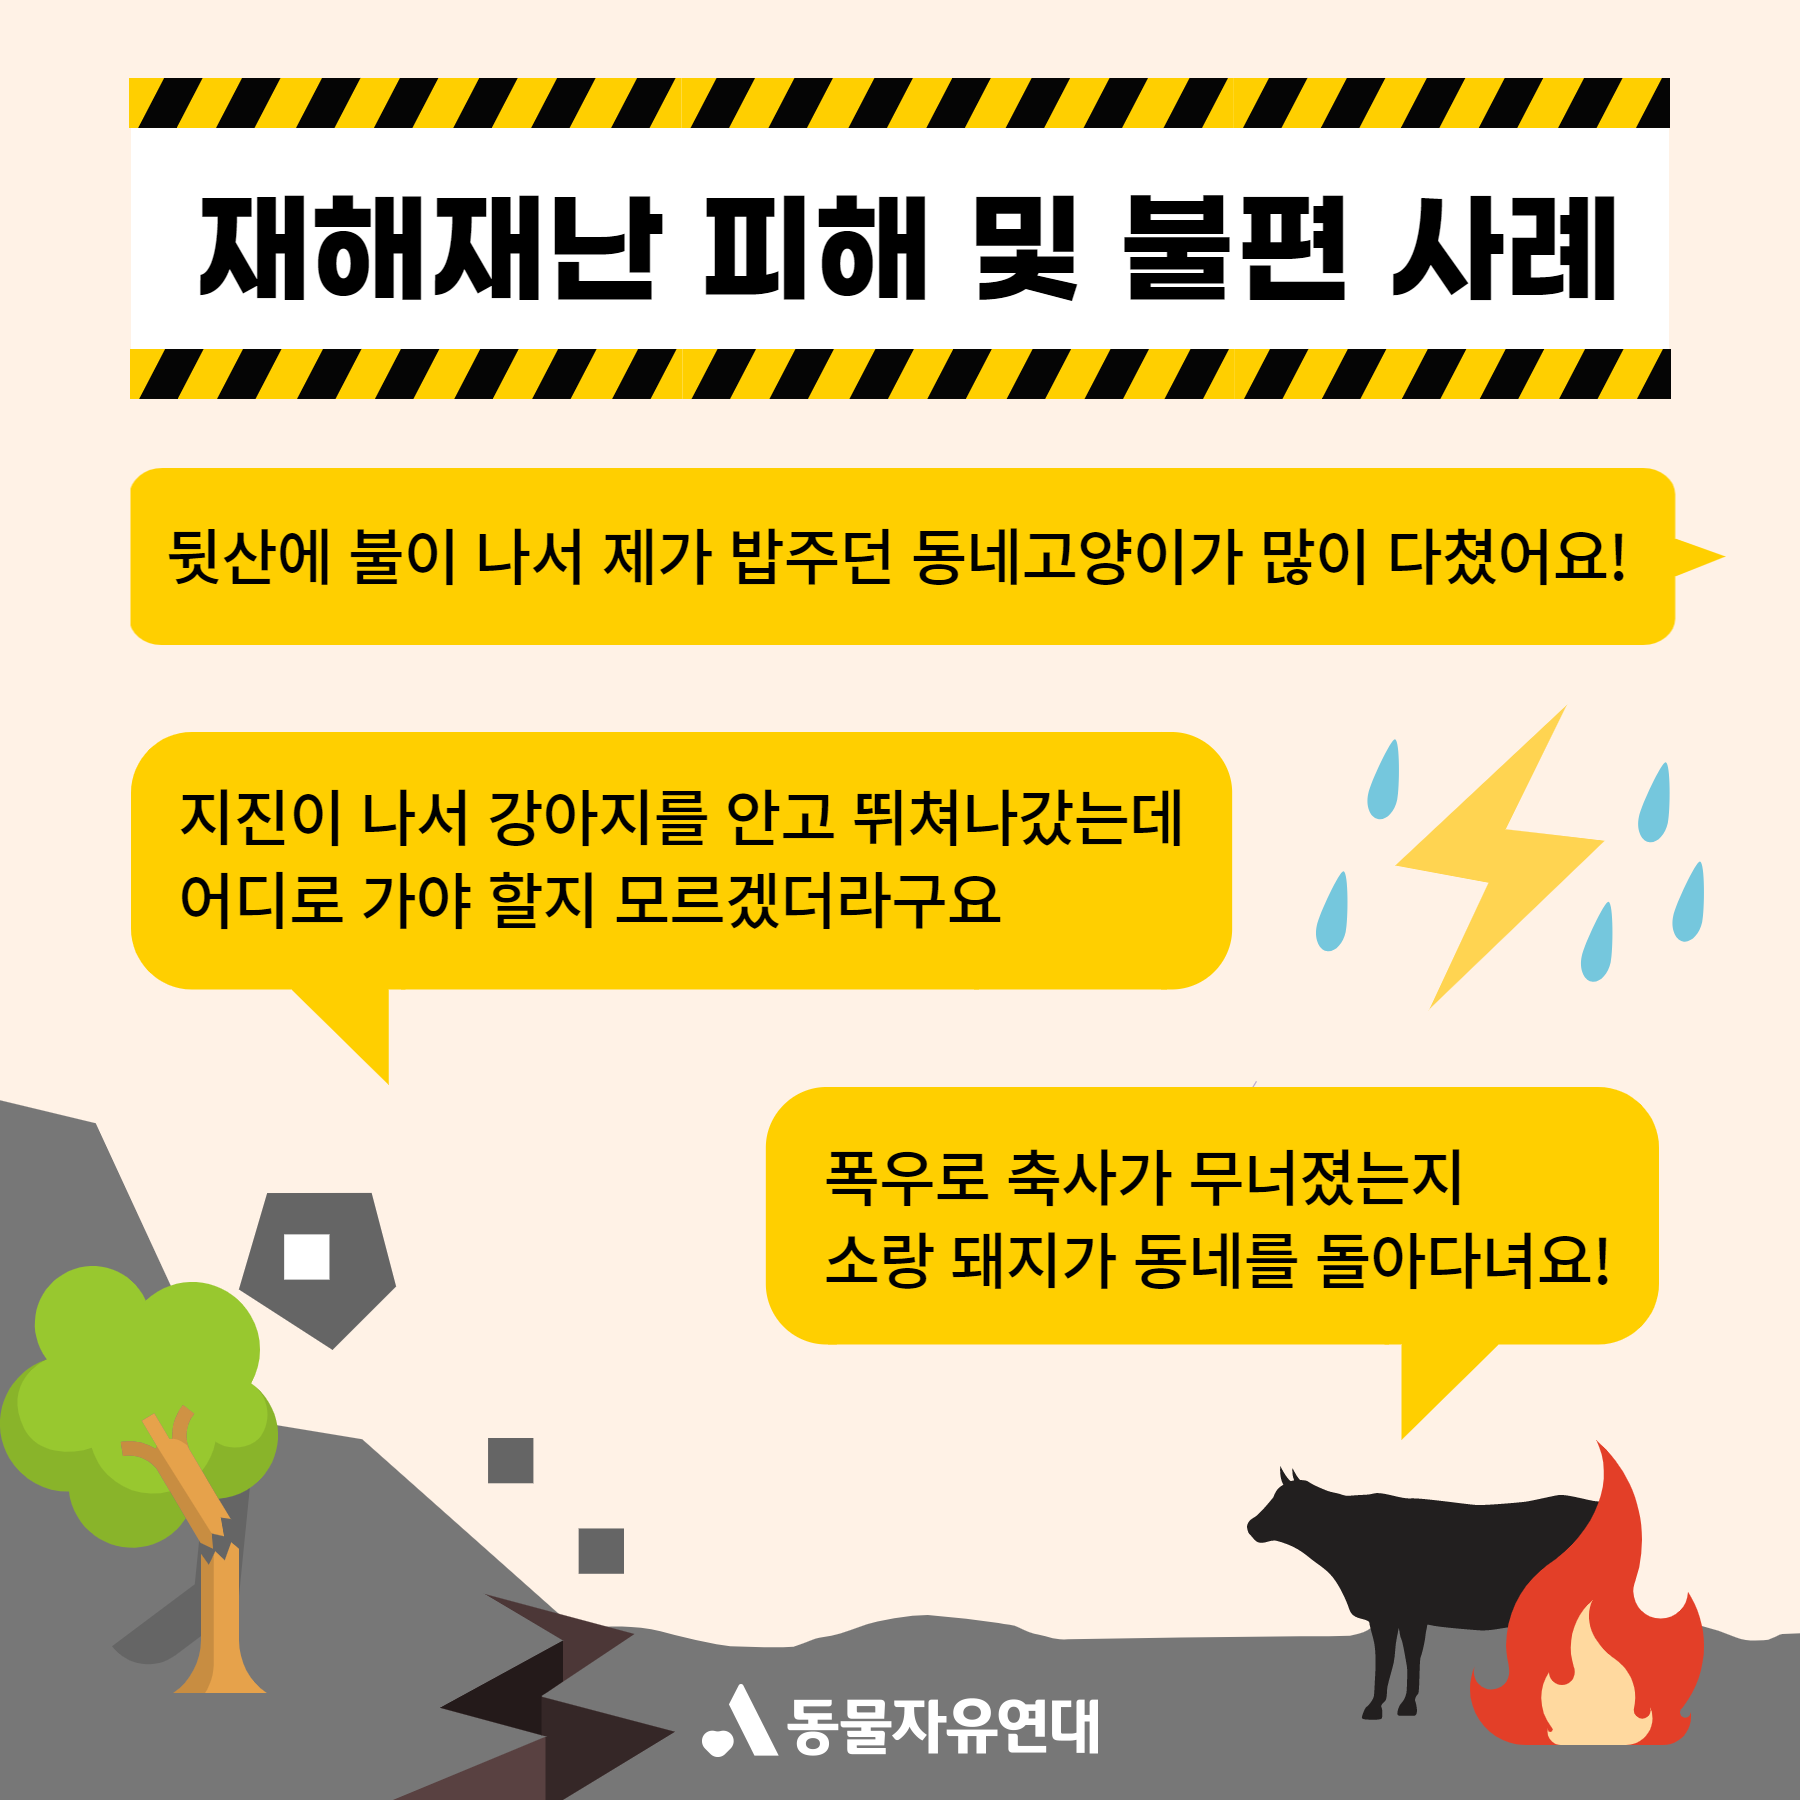 재해재난 피해 및 불편 사례
뒷산에 불이 나서 제가 밥주던 동네고양이가 많이 다쳤어요!
지진이 나서 강아지를 안고 뛰쳐나갔는데
어디로 가야 할지 모르겠더라구요
폭우로 축사가 무너졌는지
소랑 돼지가 동네를 돌아다녀요!
동물자유연대